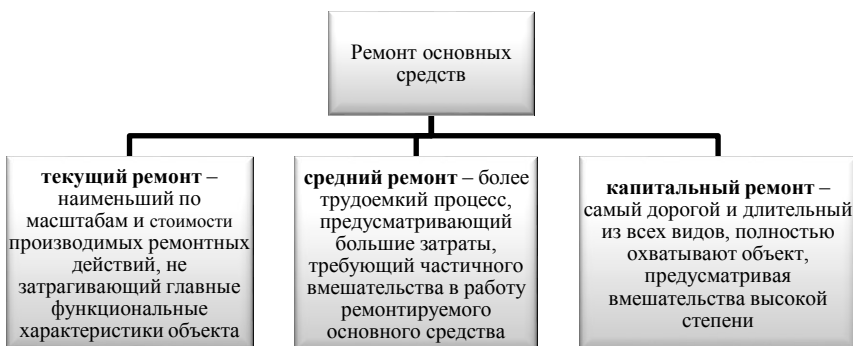 Ремонт основных
средств
текущий ремонт –
наименьший по
масштабам и стоимости
производимых ремонтных
действий, не
затрагивающий главные
функциональные
характеристики объекта
средний ремонт – более
трудоемкий процесс,
предусматривающий
большие затраты,
требующий частичного
вмешательства в работу
ремонтируемого
основного средства
капитальный ремонт –
самый дорогой и длительный
из всех видов, полностью
охватывают объект,
предусматривая
вмешательства высокой
степени